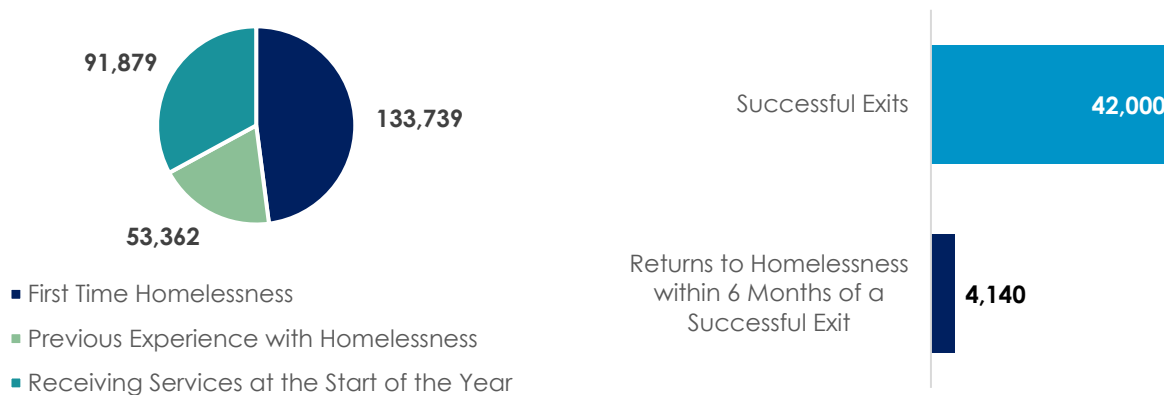 91,879
133,739
53,362
First Time Homelessness
Previous Experience with Homelessness
Receiving Services at the Start of the Year
Successful Exits
42,000
Returns to Homelessness
within 6 Months of a
Successful Exit
4,140